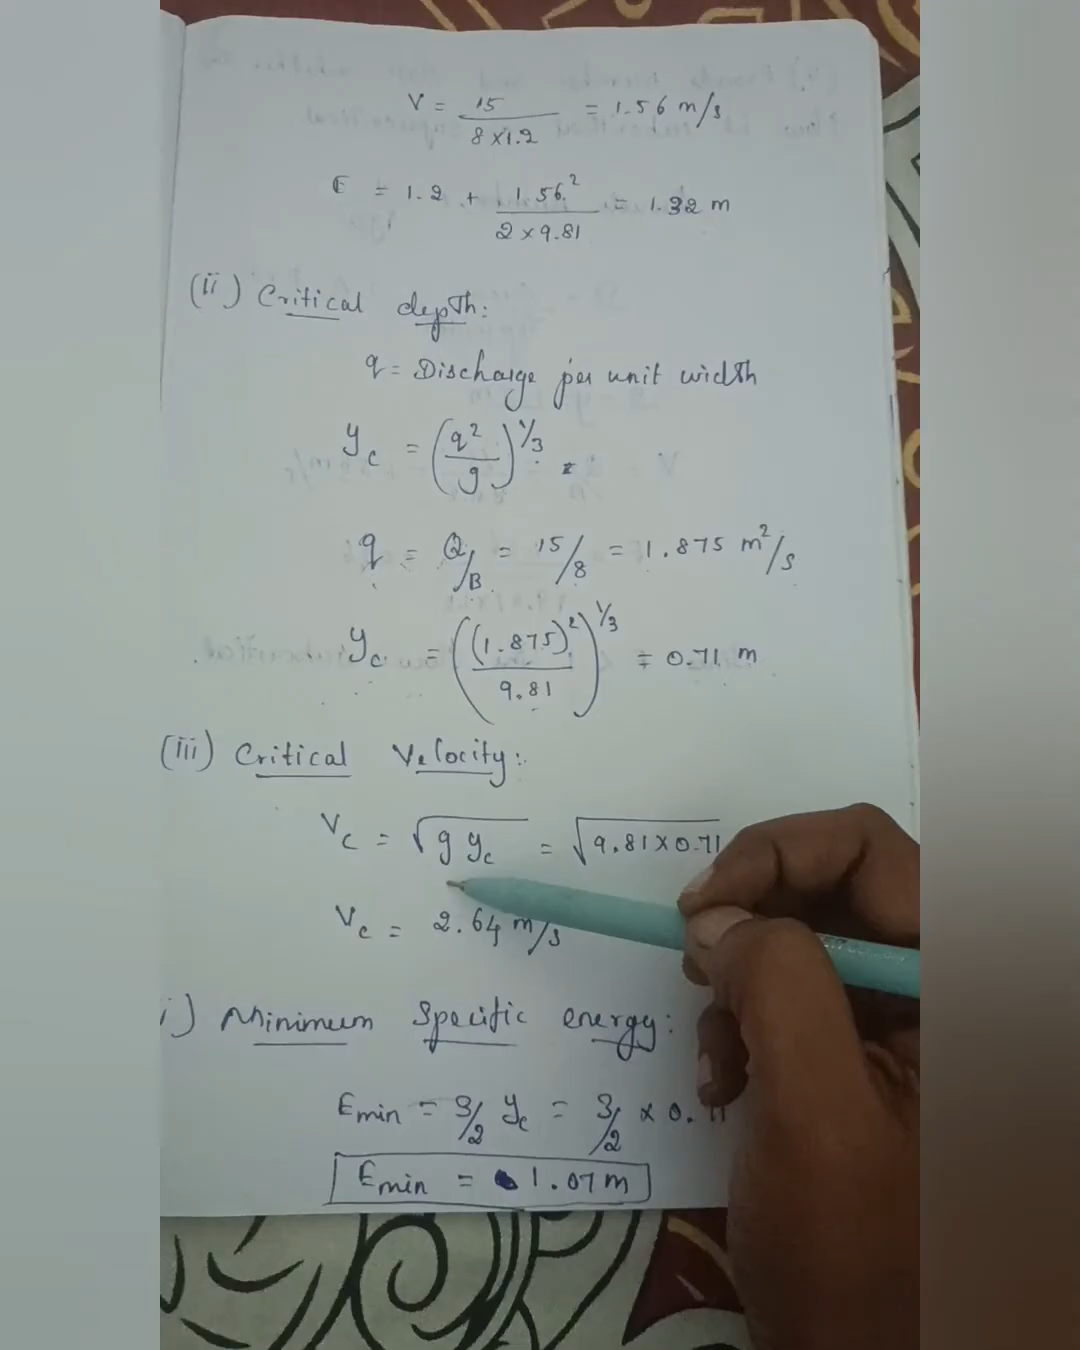 V = 15 / 8 x 1.2 = 1.56 m/s
E = 1.2 + 1.56² / 2 x 9.81 = 1.32 m
(ii) Critical depth:
q = Discharge per unit width
y_c = (q² / g)^1/3 =
q = Q/B = 15/8 = 1.875 m²/s
y_c = ((1.875)² / 9.81)^1/3 = 0.71 m
(iii) Critical Velocity:
V_c = √g y_c = √9.81 x 0.71
V_c = 2.64 m/s
) Minimum Specific energy:
E_min = 3/2 y_c = 3/2 x 0.71
E_min = 1.07 m